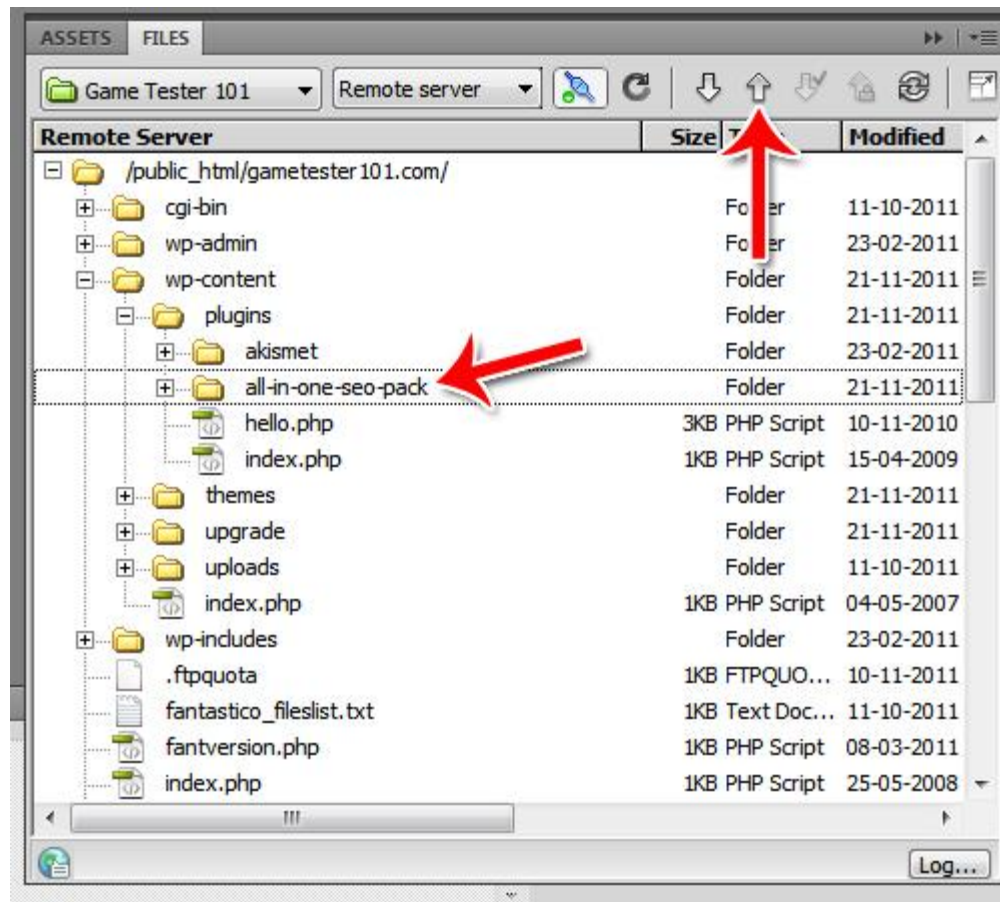 ASSETS FILES
Game Tester 101 Remote server
Remote Server Size Modified
/public_html/gametester101.com/
cgi-bin 11-10-2011
wp-admin 23-02-2011
wp-content Folder 21-11-2011
plugins Folder 21-11-2011
akismet Folder 23-02-2011
all-in-one-seo-pack Folder 21-11-2011
hello.php 3KB PHP Script 10-11-2010
index.php 1KB PHP Script 15-04-2009
themes Folder 21-11-2011
upgrade Folder 21-11-2011
uploads Folder 11-10-2011
index.php 1KB PHP Script 04-05-2007
wp-includes Folder 23-02-2011
.ftpquota 1KB FTPQUO... 10-11-2011
fantastico_fileslist.txt 1KB Text Doc... 11-10-2011
fantversion.php 1KB PHP Script 08-03-2011
index.php 1KB PHP Script 25-05-2008
Log...